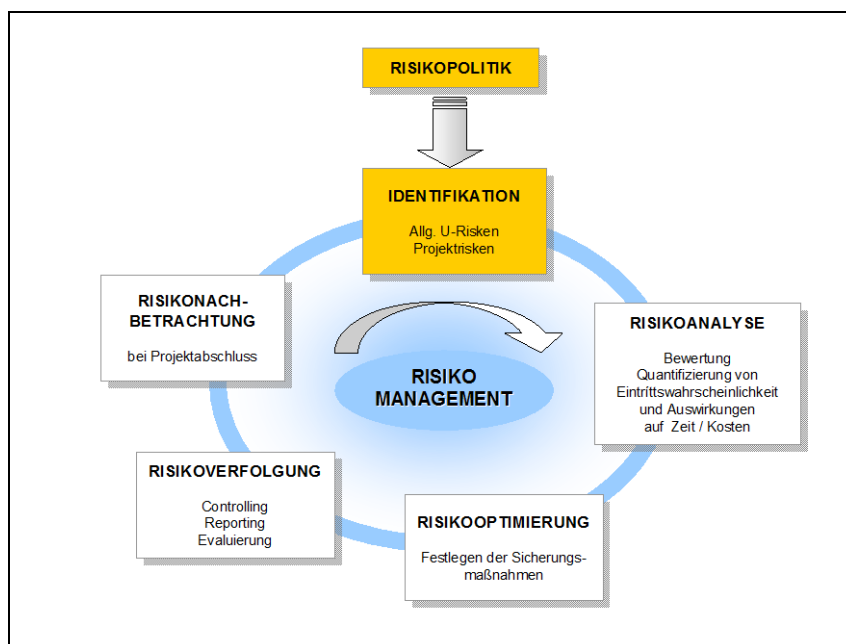 RISIKOPOLITIK
IDENTIFIKATION
Allg. U-Risken
Projektrisken
RISIKOANALYSE
Bewertung
Quantifizierung von
Eintrittswahrscheinlichkeit
und Auswirkungen
auf Zeit / Kosten
RISIKOOPTIMIERUNG
Festlegen der Sicherungs-
maßnahmen
RISIKOVERFOLGUNG
Controlling
Reporting
Evaluierung
RISIKONACH-
BETRACHTUNG
bei Projektabschluss
RISIKO
MANAGEMENT